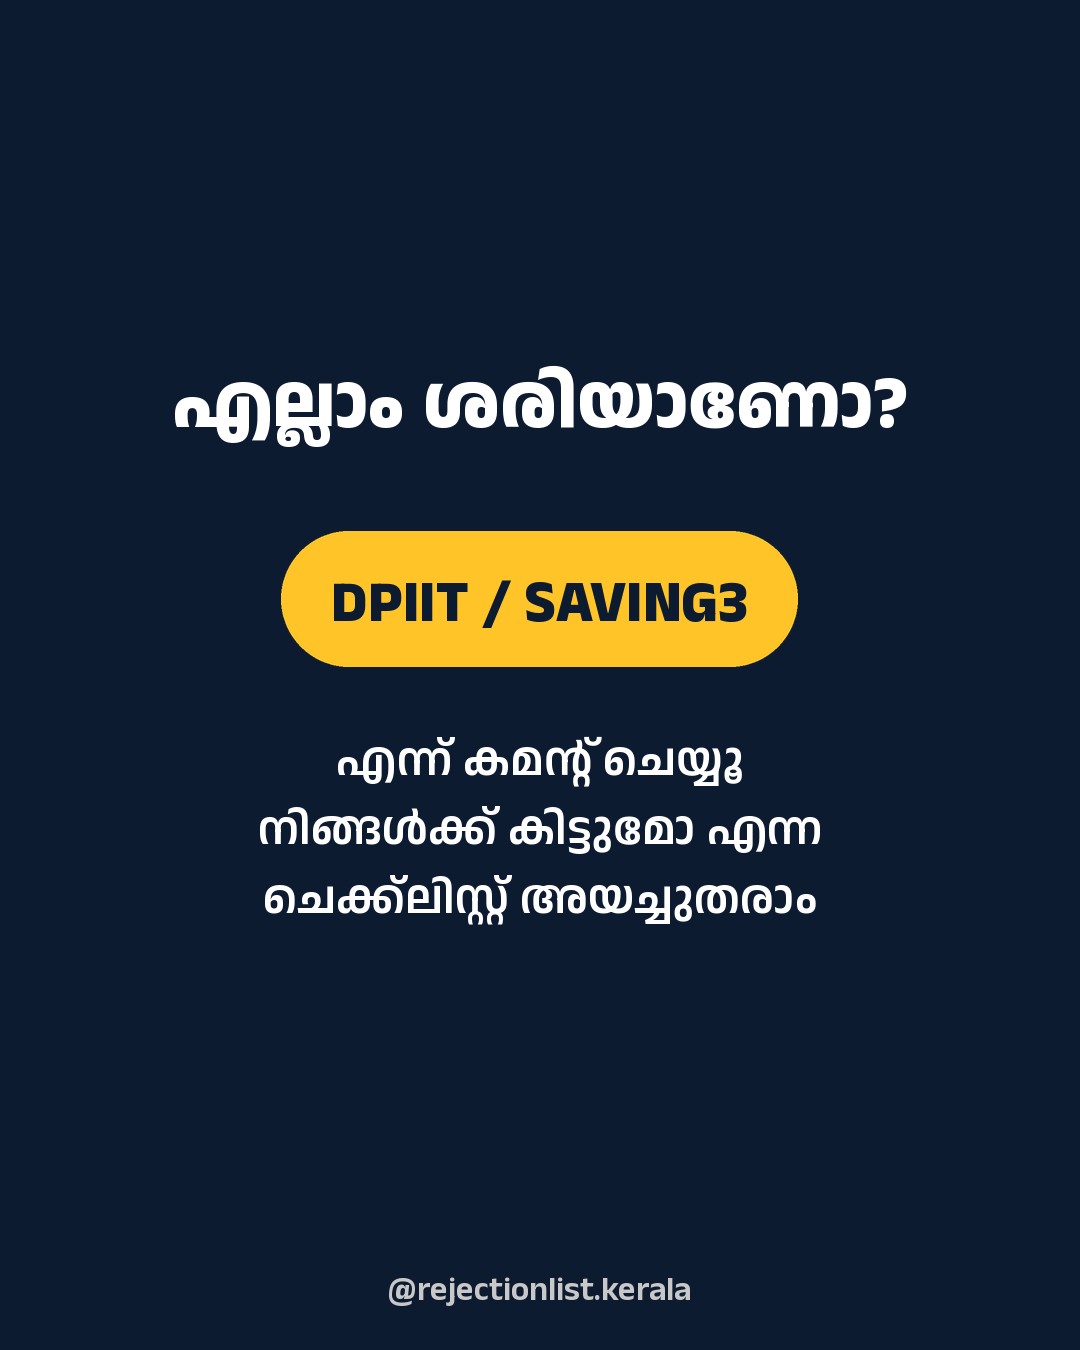 എല്ലാം ശരിയാണോ?
DPIIT / SAVING3
എന്ന് കമന്റ് ചെയ്യൂ
നിങ്ങൾക്ക് കിട്ടുമോ എന്ന
ചെക്ക്ലിസ്റ്റ് അയച്ചുതരാം
@rejectionlist.kerala